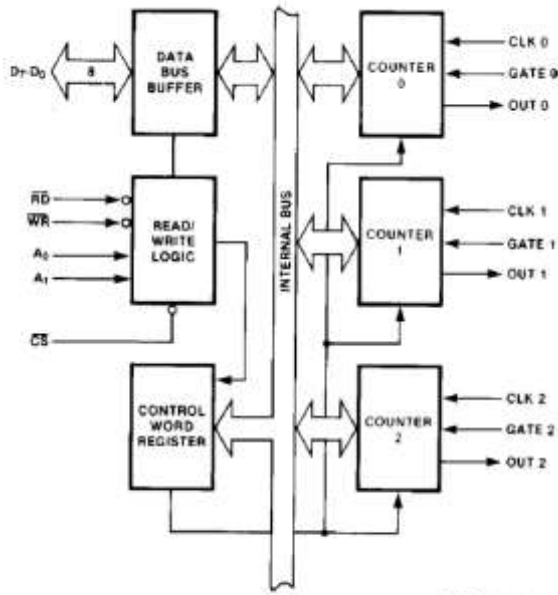 D7-D0
8
DATA
BUS
BUFFER
RD
WR
A0
A1
CS
READ/
WRITE
LOGIC
CONTROL
WORD
REGISTER
INTERNAL BUS
COUNTER
0
CLK 0
GATE 9
OUT 0
COUNTER
1
CLK 1
GATE 1
OUT 1
COUNTER
2
CLK 2
GATE 2
OUT 2